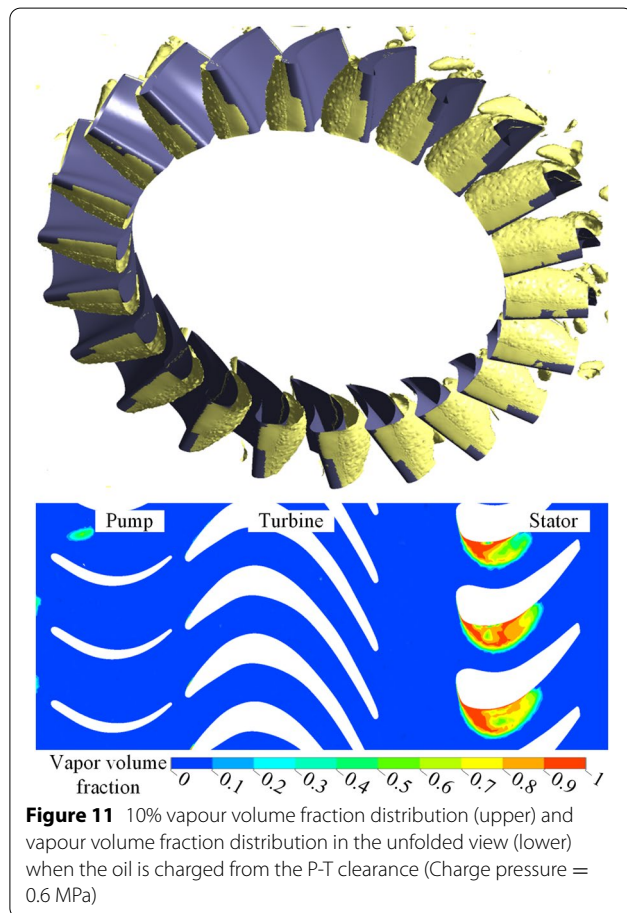 Pump Turbine Stator
Vapor volume
fraction
0 0.1 0.2 0.3 0.4 0.5 0.6 0.7 0.8 0.9 1
Figure 11 10% vapour volume fraction distribution (upper) and
vapour volume fraction distribution in the unfolded view (lower)
when the oil is charged from the P-T clearance (Charge pressure =
0.6 MPa)